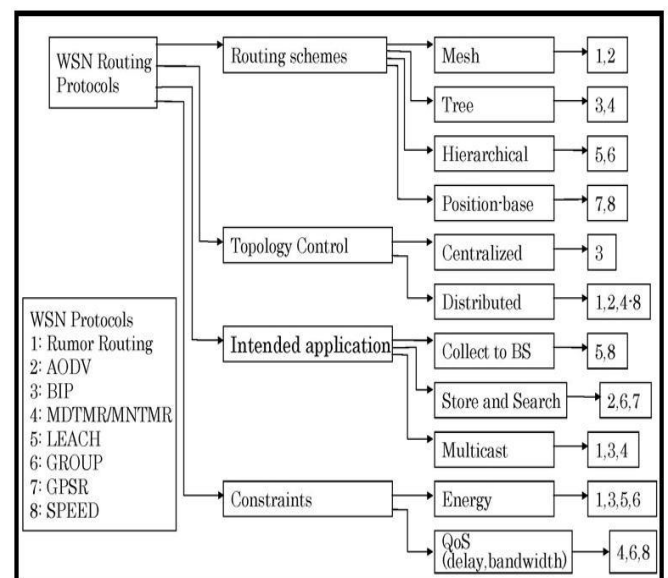 WSN Routing
Protocols
Routing schemes
Mesh
1,2
Tree
3,4
Hierarchical
5,6
Position-base
7,8
Topology Control
Centralized
3
Distributed
1,2,4-8
Intended application
Collect to BS
5,8
Store and Search
2,6,7
Multicast
1,3,4
Constraints
Energy
1,3,5,6
QoS
(delay,bandwidth)
4,6,8
WSN Protocols
1: Rumor Routing
2: AODV
3: BIP
4: MDTMR/MNTMR
5: LEACH
6: GROUP
7: GPSR
8: SPEED